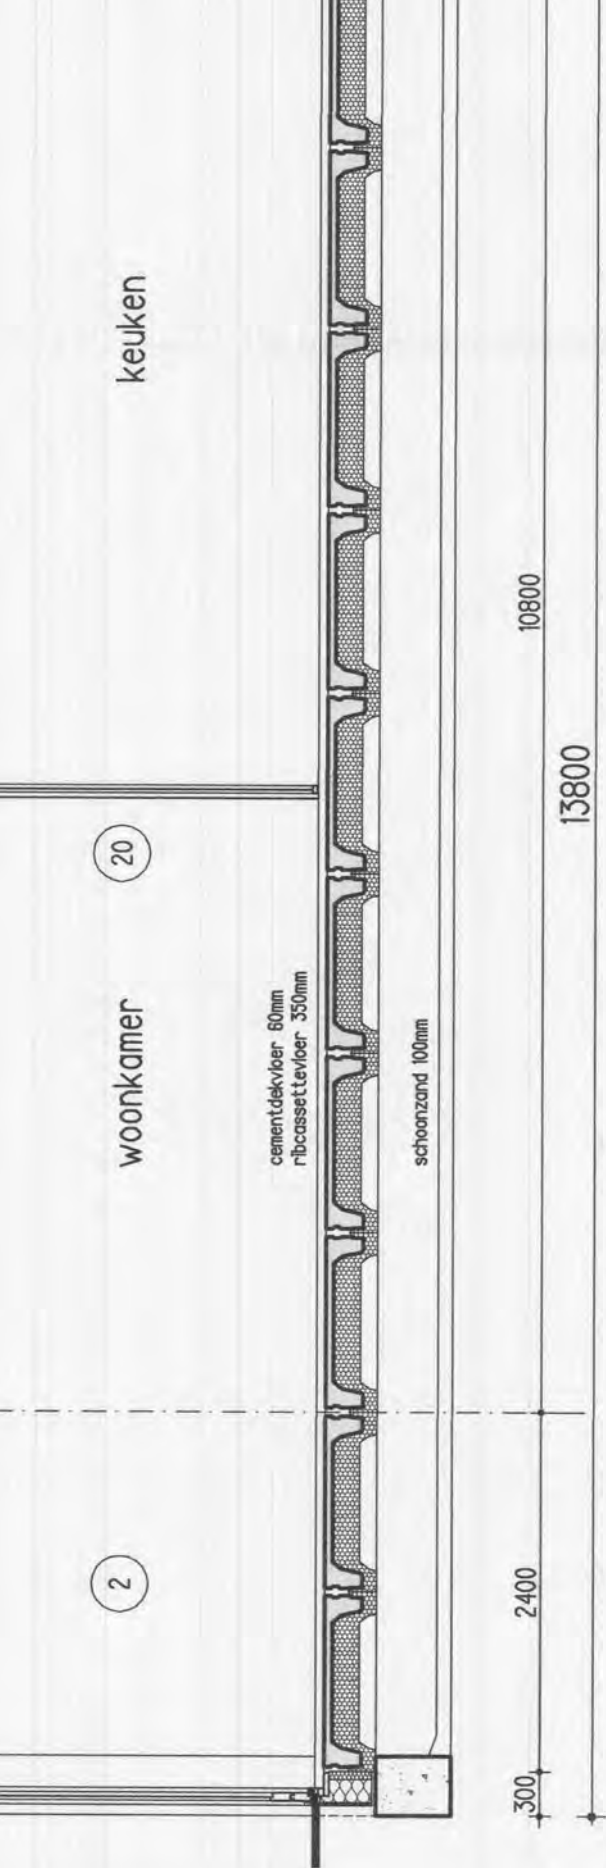 keuken
10800
13800
20
woonkamer
cementdekvloer 60mm
ribcassettevloer 350mm
schoonzand 100mm
2
2400
300